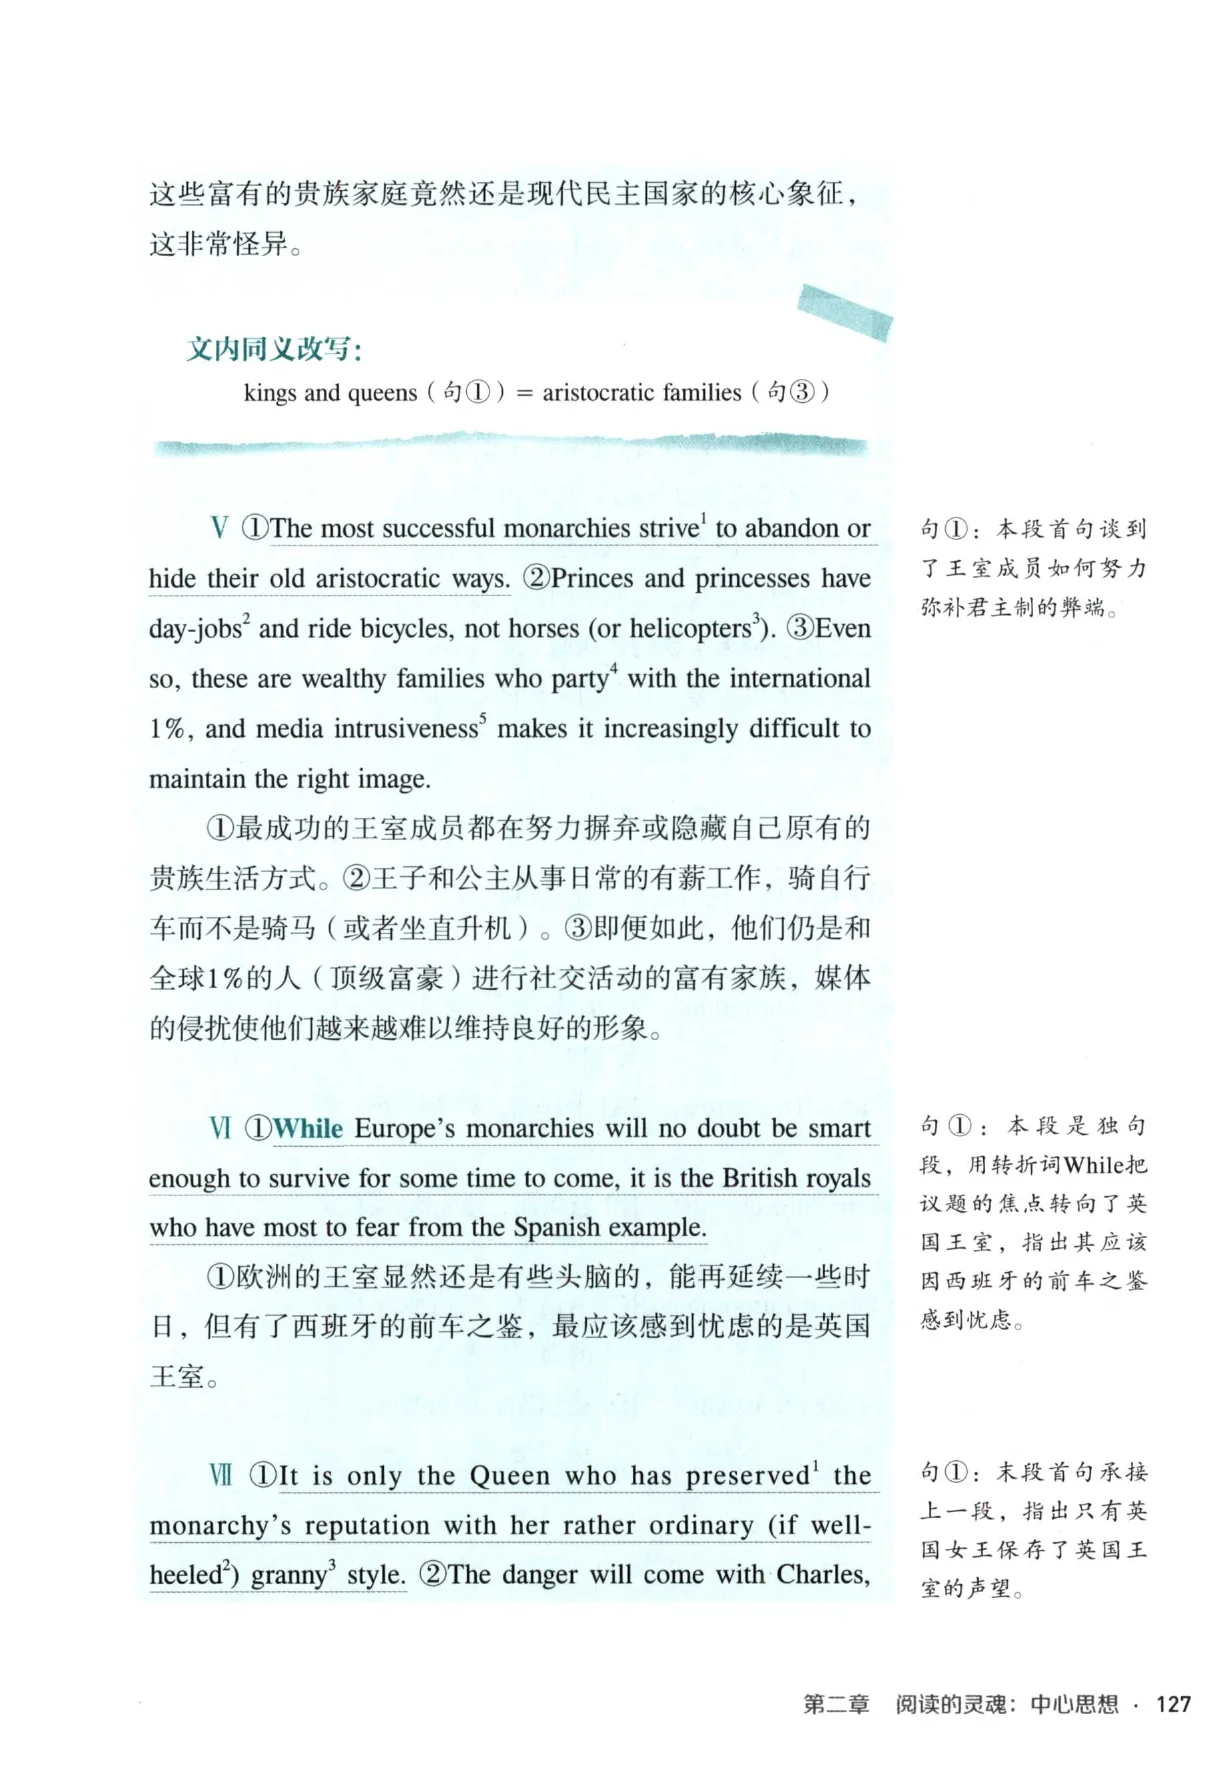 这些富有的贵族家庭竟然还是现代民主国家的核心象征，
这非常怪异。
文内同义改写：
kings and queens（句①）= aristocratic families（句③）
Ⅴ ①The most successful monarchies strive¹ to abandon or
hide their old aristocratic ways. ②Princes and princesses have
day-jobs² and ride bicycles, not horses (or helicopters³). ③Even
so, these are wealthy families who party⁴ with the international
1%, and media intrusiveness⁵ makes it increasingly difficult to
maintain the right image.
①最成功的王室成员都在努力摒弃或隐藏自己原有的
贵族生活方式。②王子和公主从事日常的有薪工作，骑自行
车而不是骑马（或者坐直升机）。③即便如此，他们仍是和
全球1%的人（顶级富豪）进行社交活动的富有家族，媒体
的侵扰使他们越来越难以维持良好的形象。
句①：本段首句谈到
了王室成员如何努力
弥补君主制的弊端。
Ⅵ ①While Europe's monarchies will no doubt be smart
enough to survive for some time to come, it is the British royals
who have most to fear from the Spanish example.
①欧洲的王室显然还是有些头脑的，能再延续一些时
日，但有了西班牙的前车之鉴，最应该感到忧虑的是英国
王室。
句①：本段是独句
段，用转折词While把
议题的焦点转向了英
国王室，指出其应该
因西班牙的前车之鉴
感到忧虑。
Ⅶ ①It is only the Queen who has preserved¹ the
monarchy's reputation with her rather ordinary (if well-
heeled²) granny³ style. ②The danger will come with Charles,
句①：末段首句承接
上一段，指出只有英
国女王保存了英国王
室的声望。
第二章 阅读的灵魂：中心思想 · 127